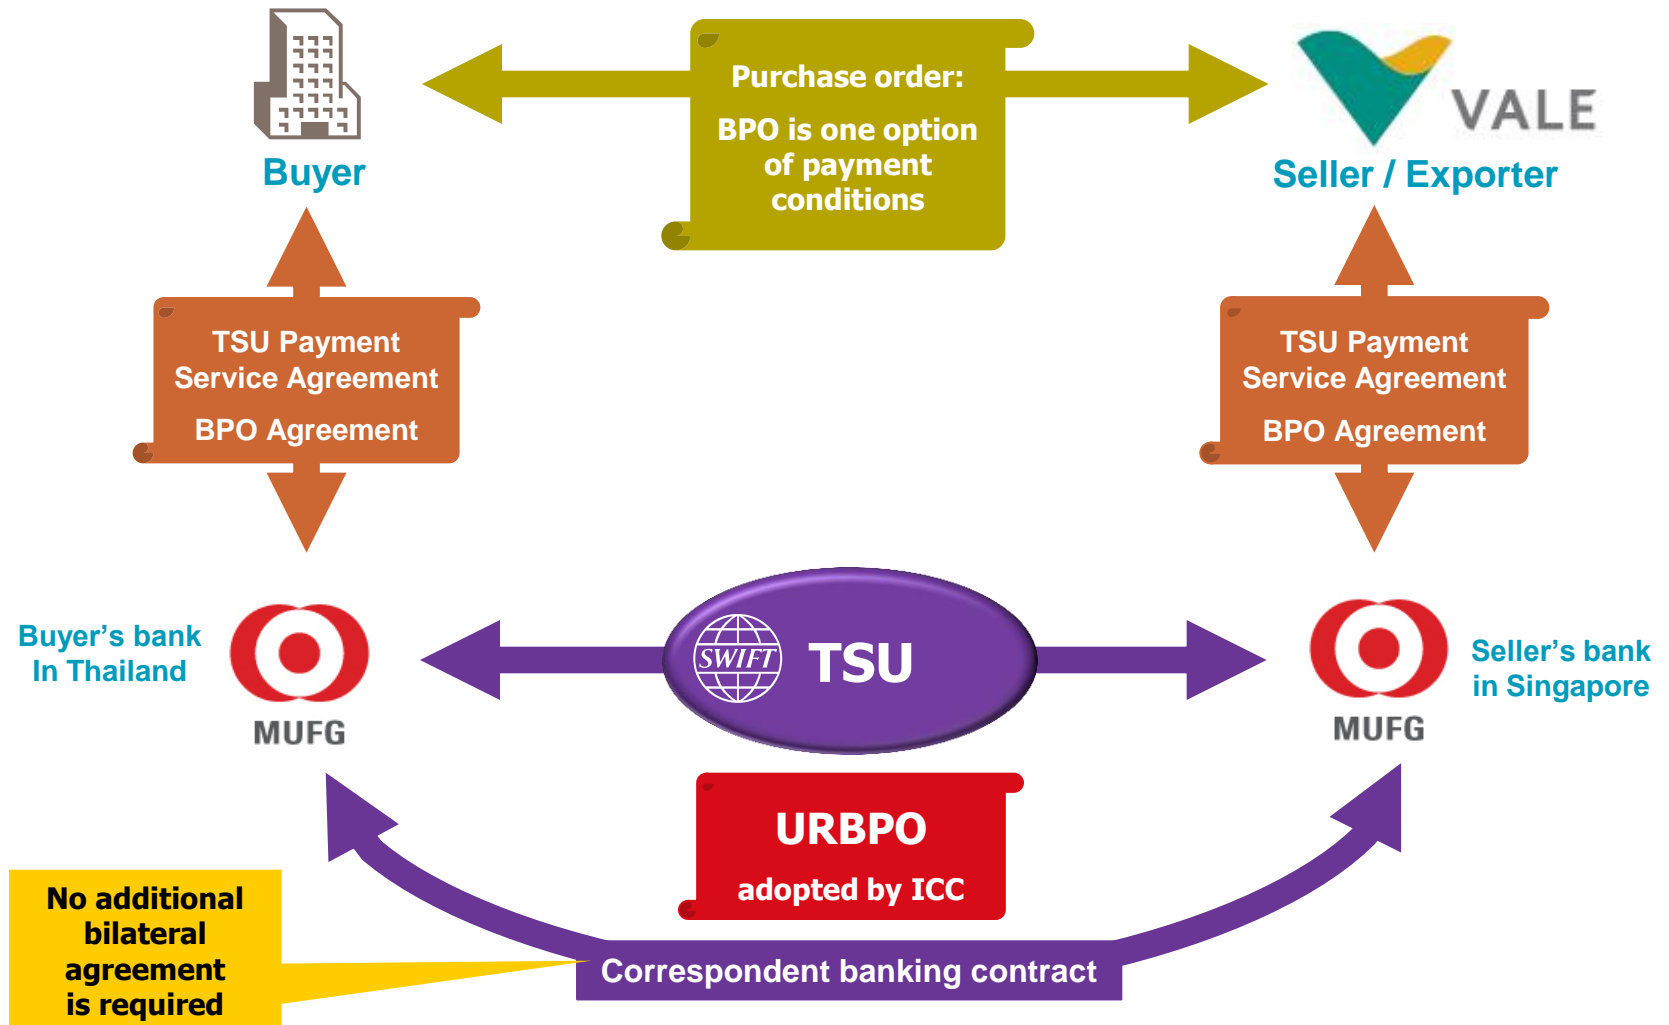 Purchase order:
BPO is one option
of payment
conditions
VALE
Buyer
Seller / Exporter
TSU Payment
Service Agreement
BPO Agreement
TSU Payment
Service Agreement
BPO Agreement
Buyer’s bank
In Thailand
MUFG
SWIFT
TSU
MUFG
Seller’s bank
in Singapore
URBPO
adopted by ICC
No additional
bilateral
agreement
is required
Correspondent banking contract